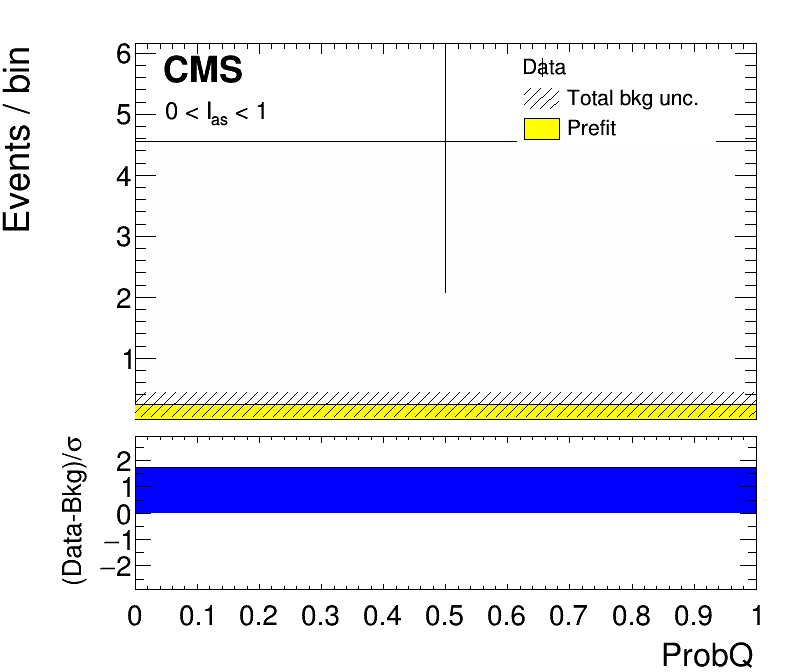 Events / bin
6
5
4
3
2
1
CMS
0 < Ias < 1
Data
Total bkg unc.
Prefit
(Data-Bkg)/σ
2
1
0
−1
−2
0 0.1 0.2 0.3 0.4 0.5 0.6 0.7 0.8 0.9 1
ProbQ